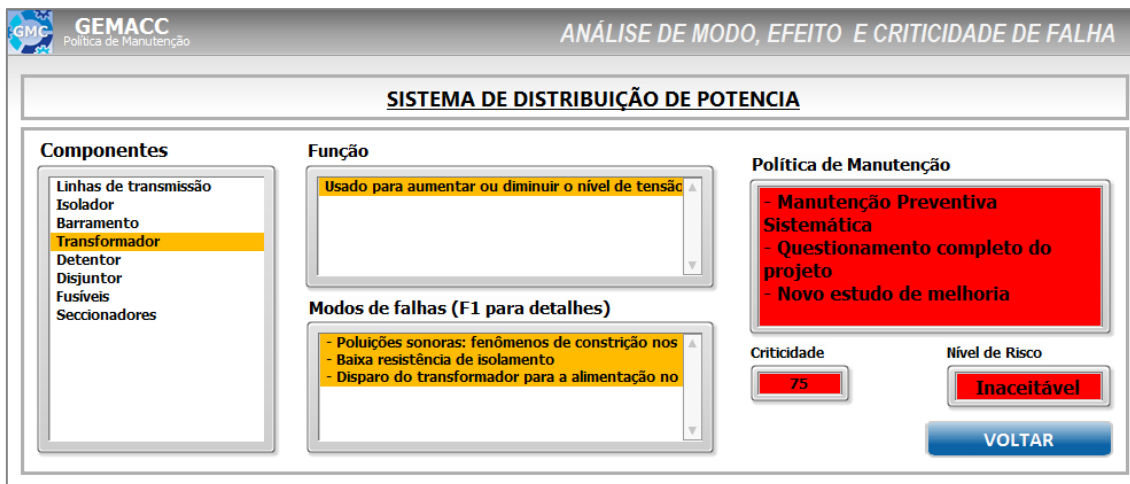 GMC
GEMACC
Política de Manutenção
ANÁLISE DE MODO, EFEITO E CRITICIDADE DE FALHA
SISTEMA DE DISTRIBUIÇÃO DE POTENCIA
Componentes
Linhas de transmissão
Isolador
Barramento
Transformador
Detentor
Disjuntor
Fusíveis
Seccionadores
Função
Usado para aumentar ou diminuir o nível de tensão
Modos de falhas (F1 para detalhes)
- Poluições sonoras: fenômenos de constrição nos
- Baixa resistência de isolamento
- Disparo do transformador para a alimentação no
Política de Manutenção
- Manutenção Preventiva
Sistemática
- Questionamento completo do
projeto
- Novo estudo de melhoria
Criticidade
75
Nível de Risco
Inaceitável
VOLTAR